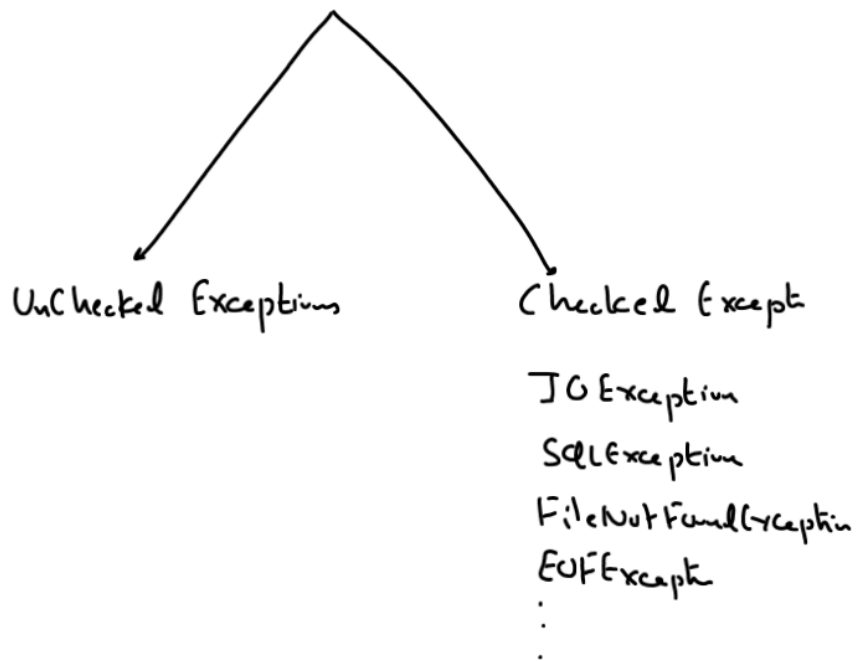 UnChecked Exceptions
Checked Except
IOException
SQLException
FileNotFoundException
EOFExcept